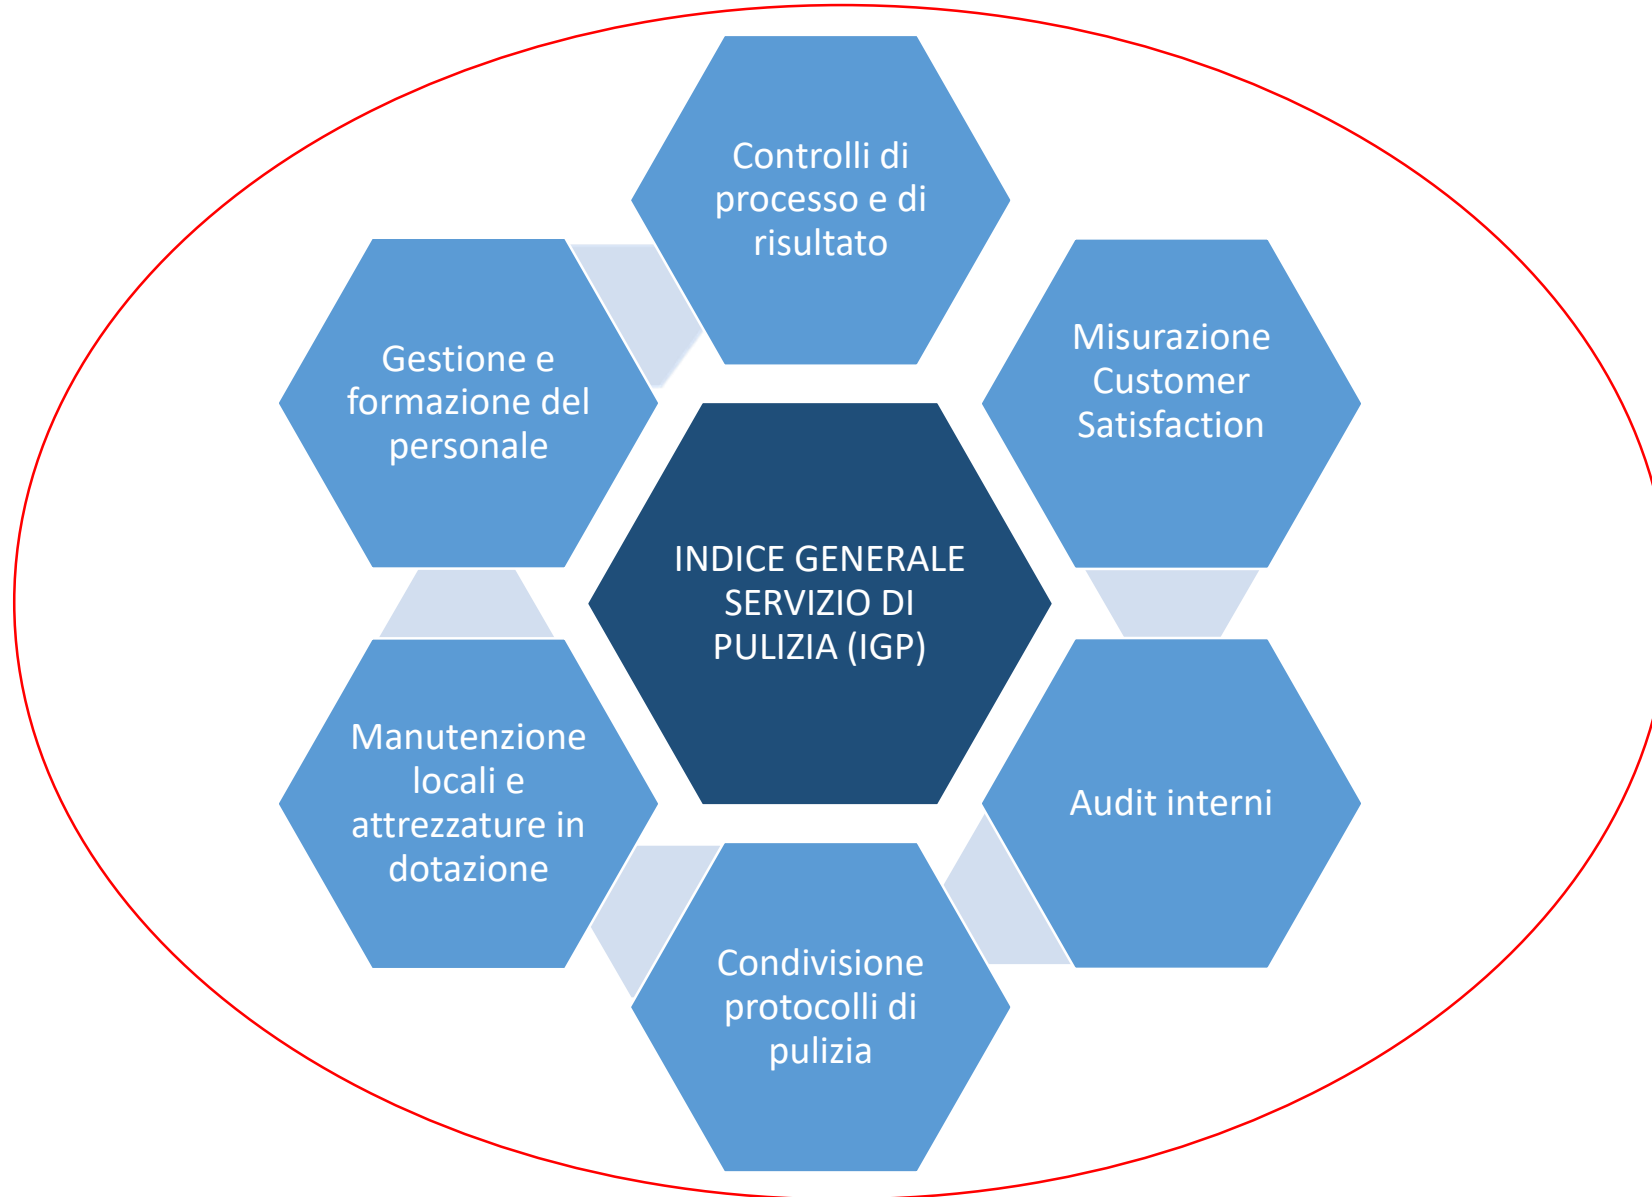 Controlli di
processo e di
risultato
Misurazione
Customer
Satisfaction
Audit interni
Condivisione
protocolli di
pulizia
Manutenzione
locali e
attrezzature in
dotazione
Gestione e
formazione del
personale
INDICE GENERALE
SERVIZIO DI
PULIZIA (IGP)